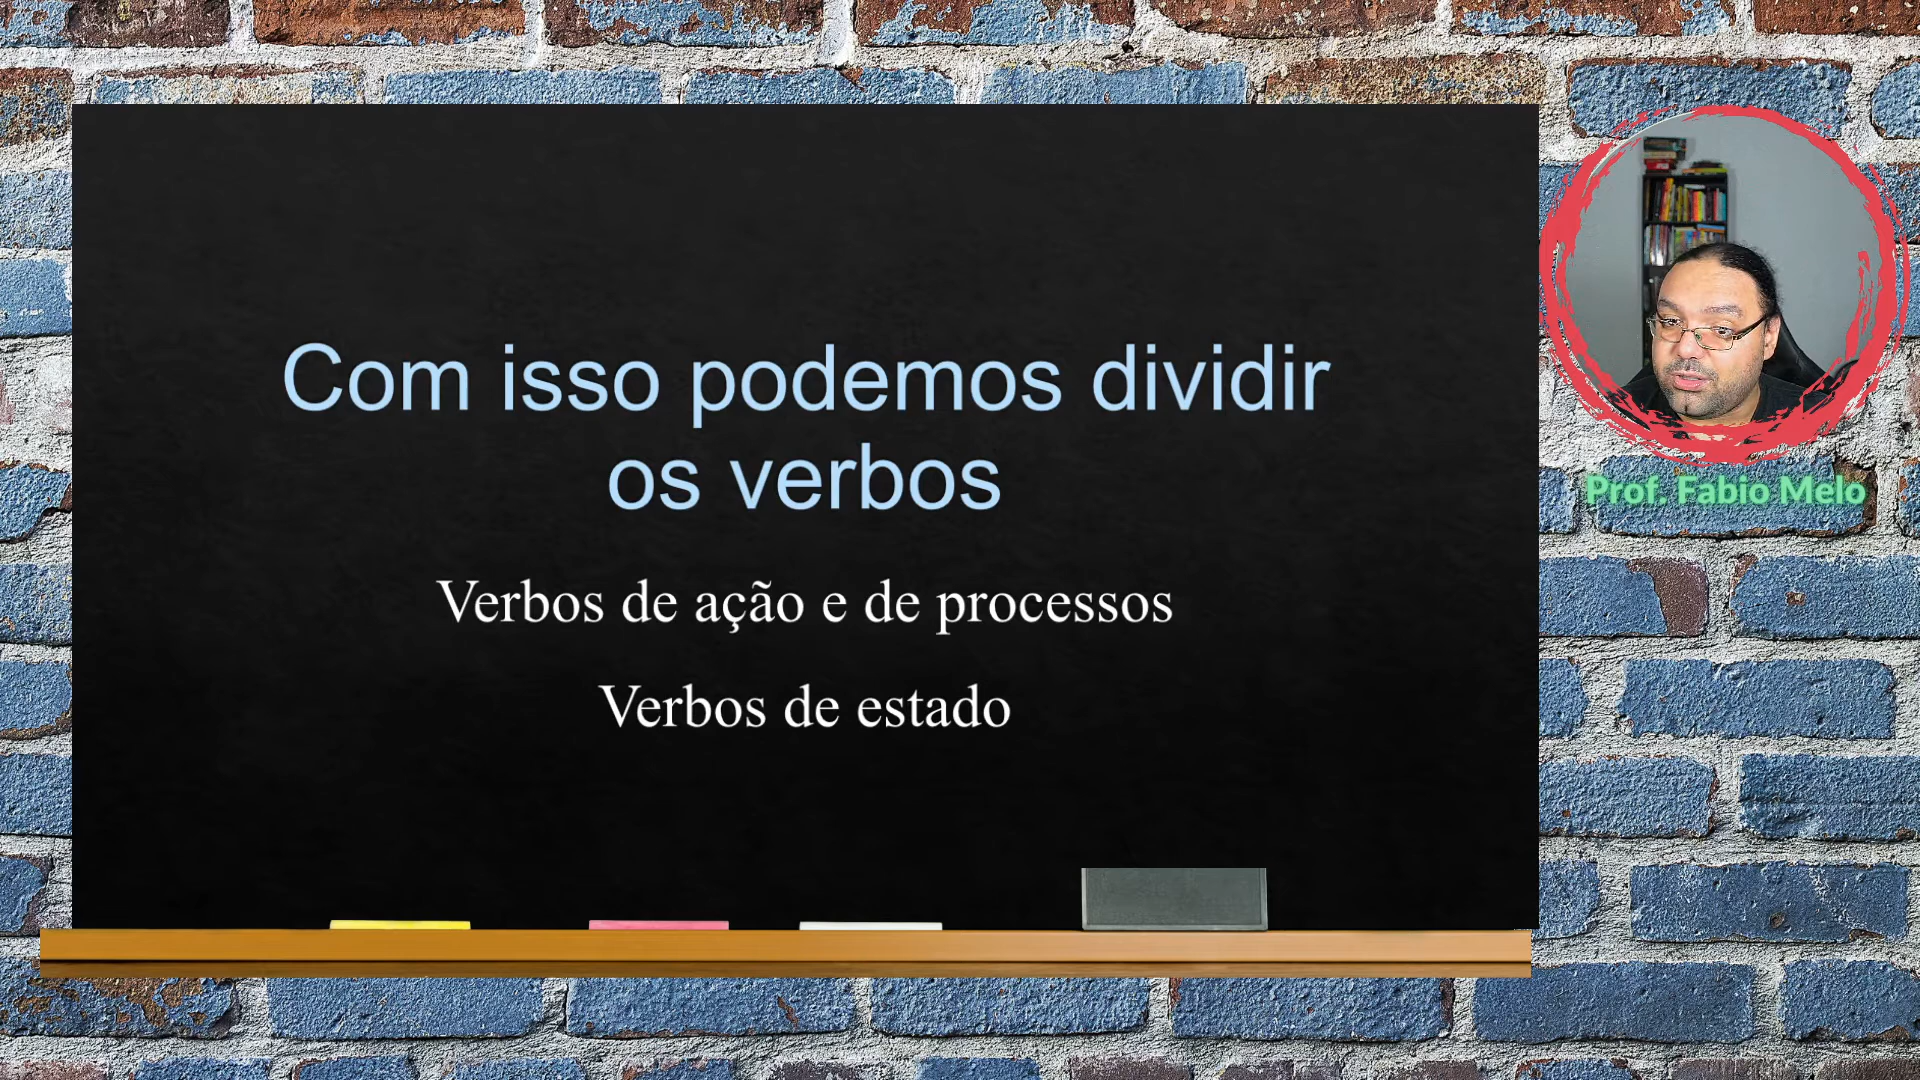 Com isso podemos dividir
os verbos
Verbos de ação e de processos
Verbos de estado
Prof. Fabio Melo